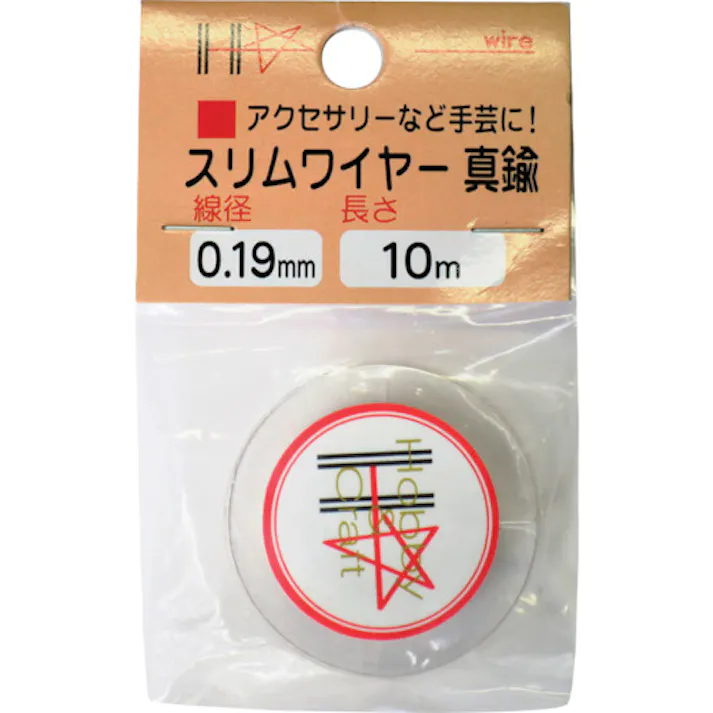 wire
アクセサリーなど手芸に!
スリムワイヤー 真鍮
線径 長さ
0.19mm 10m
Hobby
&
Craft